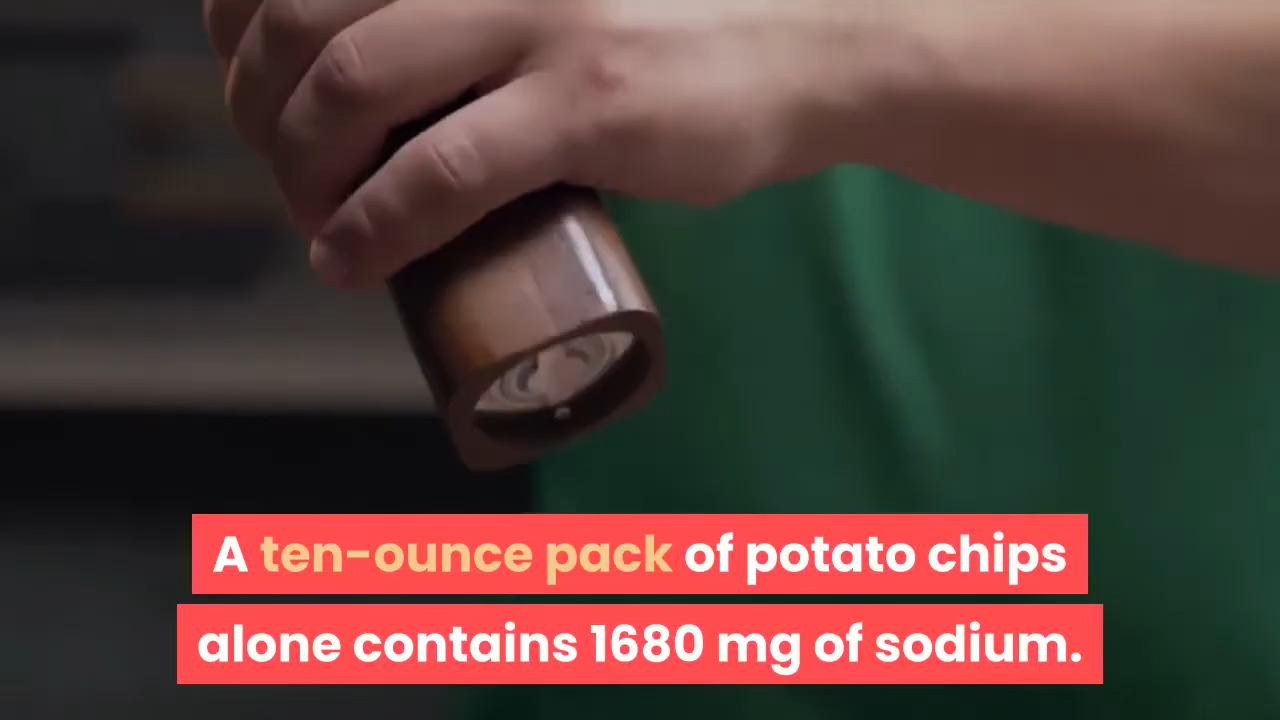 A ten-ounce pack of potato chips
alone contains 1680 mg of sodium.